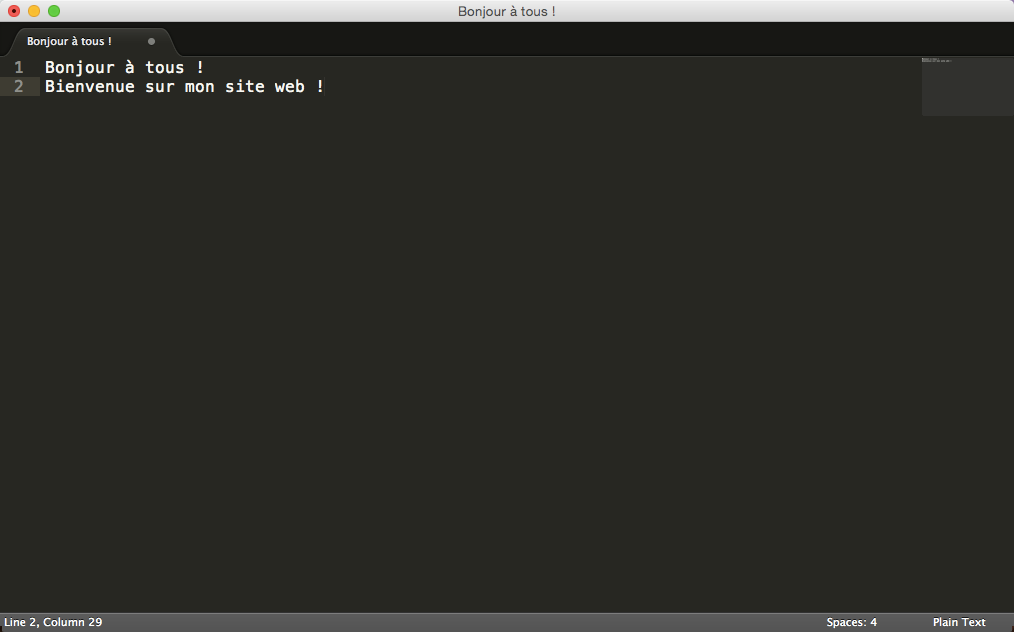 Bonjour à tous !
Bonjour à tous !
1 Bonjour à tous !
2 Bienvenue sur mon site web !
Line 2, Column 29 Spaces: 4 Plain Text